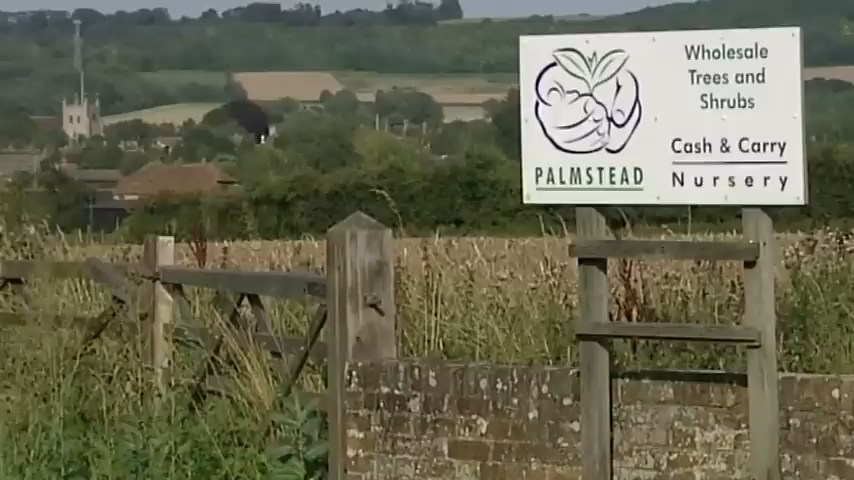 PALMSTEAD
Wholesale
Trees and
Shrubs
Cash & Carry
Nursery